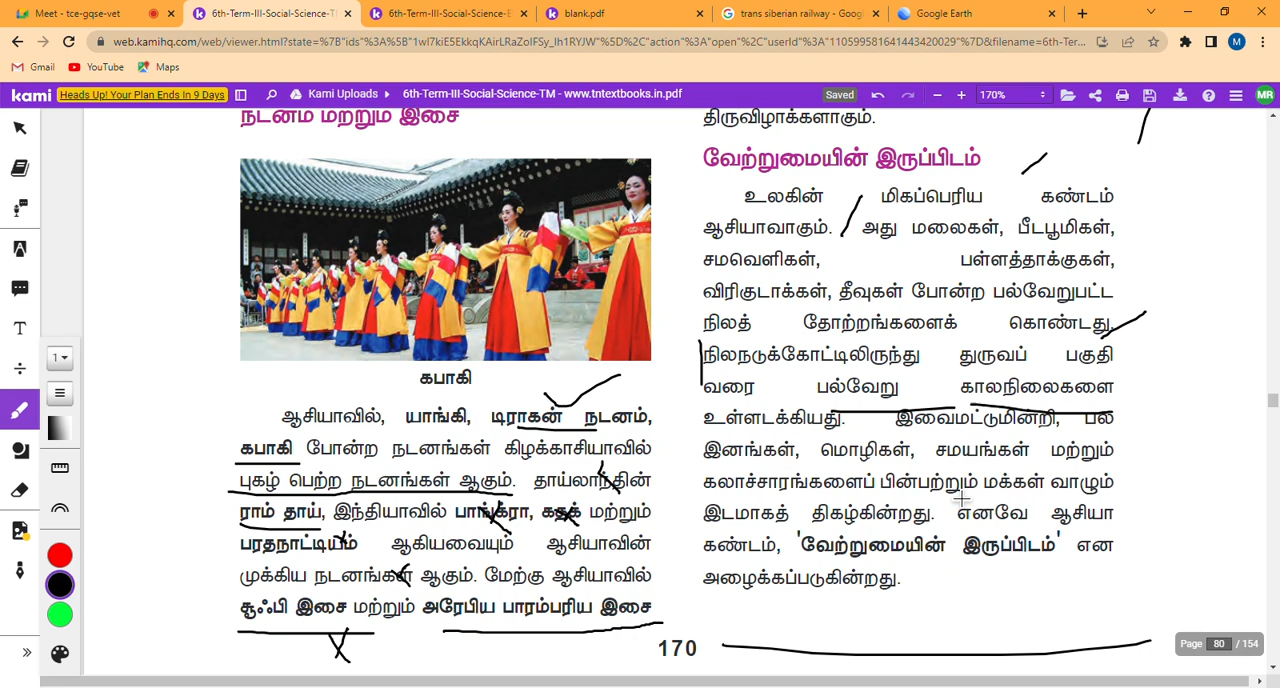 Meet - tce-gqse-vet
6th-Term-III-Social-Science-T
6th-Term-III-Social-Science-E
blank.pdf
trans siberian railway - Goog
Google Earth
web.kamihq.com/web/viewer.html?state=%7B"ids"%3A%5B"1wI7kiE5EkkqKAirLRaZoIFSy_Ih1RYJW"%5D%2C"action"%3A"open"%2C"userId"%3A"110599581641443420029"%7D&filename=6th-Ter...
Gmail YouTube Maps
kami Heads Up! Your Plan Ends In 9 Days Kami Uploads 6th-Term-III-Social-Science-TM - www.tntextbooks.in.pdf Saved 170% MR
நடனம் மற்றும் இசை
கபாகி
ஆசியாவில், யாங்கி, டிராகன் நடனம்,
கபாகி போன்ற நடனங்கள் கிழக்காசியாவில்
புகழ் பெற்ற நடனங்கள் ஆகும். தாய்லாந்தின்
ராம் தாய், இந்தியாவில் பாங்க்ரா, கதக் மற்றும்
பரதநாட்டியம் ஆகியவையும் ஆசியாவின்
முக்கிய நடனங்கள் ஆகும். மேற்கு ஆசியாவில்
சூஃபி இசை மற்றும் அரேபிய பாரம்பரிய இசை
திருவிழாக்களாகும்.
வேற்றுமையின் இருப்பிடம்
உலகின் மிகப்பெரிய கண்டம்
ஆசியாவாகும். அது மலைகள், பீடபூமிகள்,
சமவெளிகள், பள்ளத்தாக்குகள்,
விரிகுடாக்கள், தீவுகள் போன்ற பல்வேறுபட்ட
நிலத் தோற்றங்களைக் கொண்டது.
நிலநடுக்கோட்டிலிருந்து துருவப் பகுதி
வரை பல்வேறு காலநிலைகளை
உள்ளடக்கியது. இவைமட்டுமின்றி, பல
இனங்கள், மொழிகள், சமயங்கள் மற்றும்
கலாச்சாரங்களைப் பின்பற்றும் மக்கள் வாழும்
இடமாகத் திகழ்கின்றது. எனவே ஆசியா
கண்டம், 'வேற்றுமையின் இருப்பிடம்' என
அழைக்கப்படுகின்றது.
170
Page 80 / 154
1
M